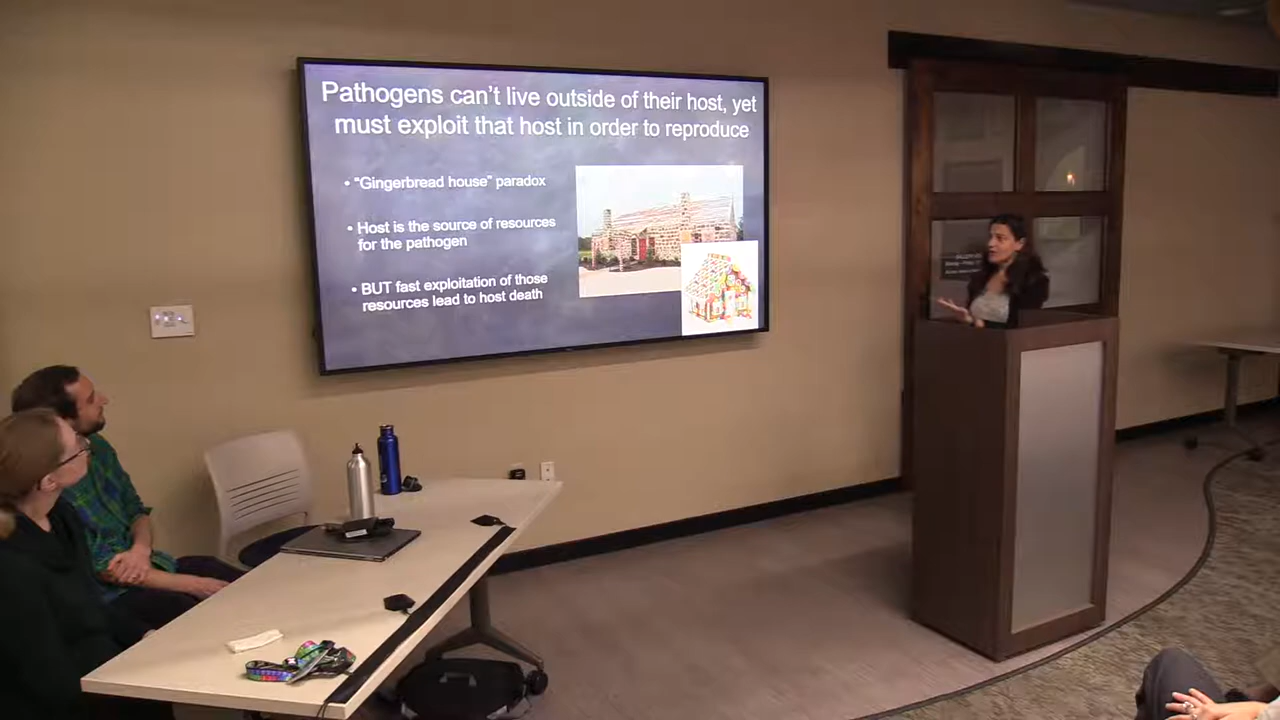 Pathogens can't live outside of their host, yet
must exploit that host in order to reproduce
• "Gingerbread house" paradox
• Host is the source of resources
for the pathogen
• BUT fast exploitation of those
resources lead to host death